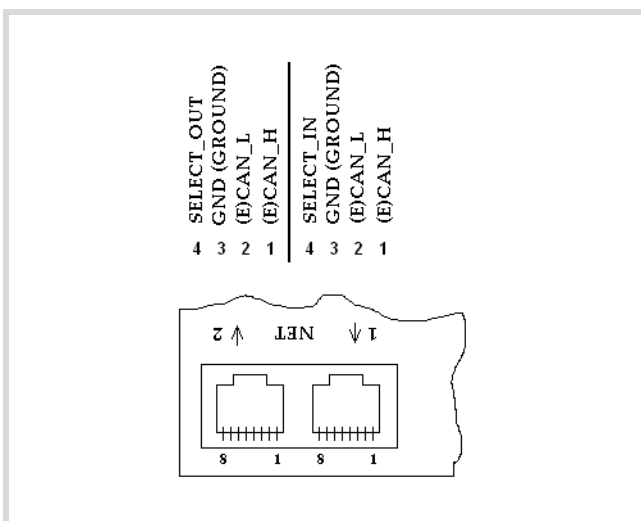 SELECT_OUT
GND (GROUND)
(E)CAN_L
(E)CAN_H
SELECT_IN
GND (GROUND)
(E)CAN_L
(E)CAN_H
4 3 2 1 4 3 2 1
2 NET 1
8 1 8 1